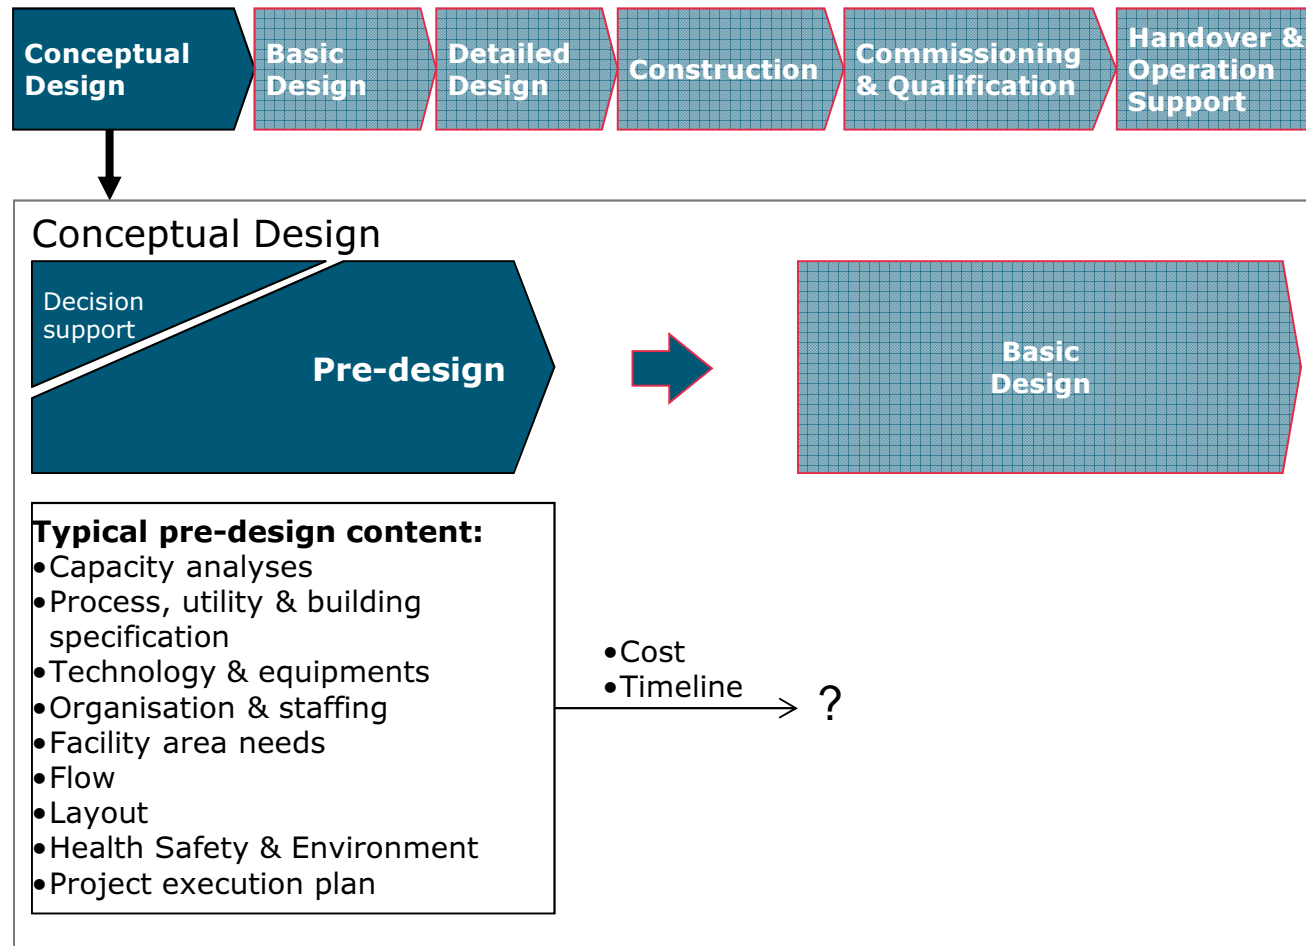 Conceptual
Design
Basic
Design
Detailed
Design
Construction
Commissioning
& Qualification
Handover &
Operation
Support
Conceptual Design
Decision
support
Pre-design
Basic
Design
Typical pre-design content:
•Capacity analyses
•Process, utility & building
specification
•Technology & equipments
•Organisation & staffing
•Facility area needs
•Flow
•Layout
•Health Safety & Environment
•Project execution plan
•Cost
•Timeline
?